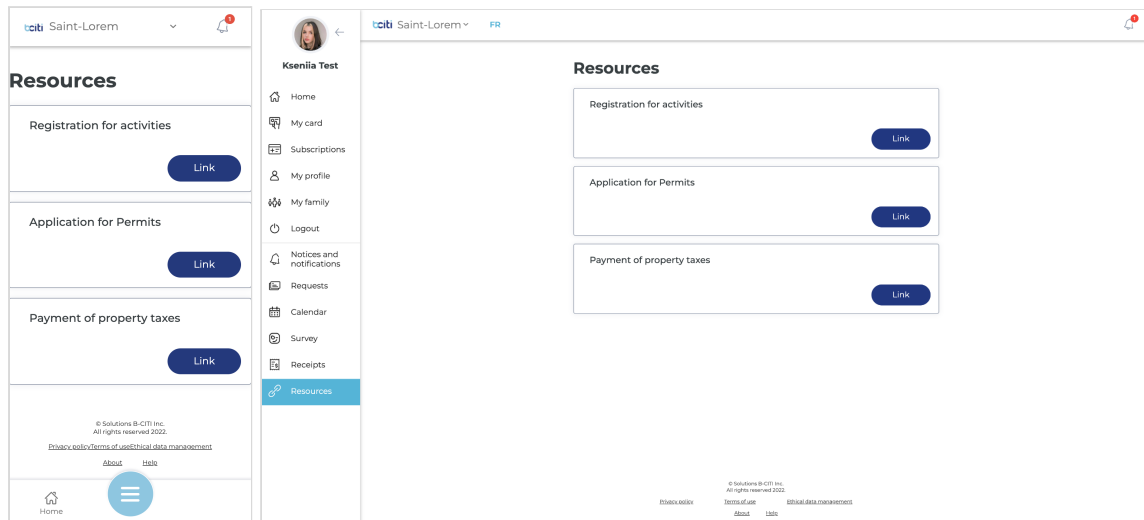 b:citi Saint-Lorem
1
Resources
Registration for activities
Link
Application for Permits
Link
Payment of property taxes
Link
© Solutions B-CITI Inc.
All rights reserved 2022.
Privacy policyTerms of useEthical data management
About Help
Home
Kseniia Test
Home
My card
Subscriptions
My profile
My family
Logout
Notices and
notifications
Requests
Calendar
Survey
Receipts
Resources
b:citi Saint-Lorem FR
1
Resources
Registration for activities
Link
Application for Permits
Link
Payment of property taxes
Link
© Solutions B-CITI Inc.
All rights reserved 2022.
Privacy policy Terms of use Ethical data management
About Help